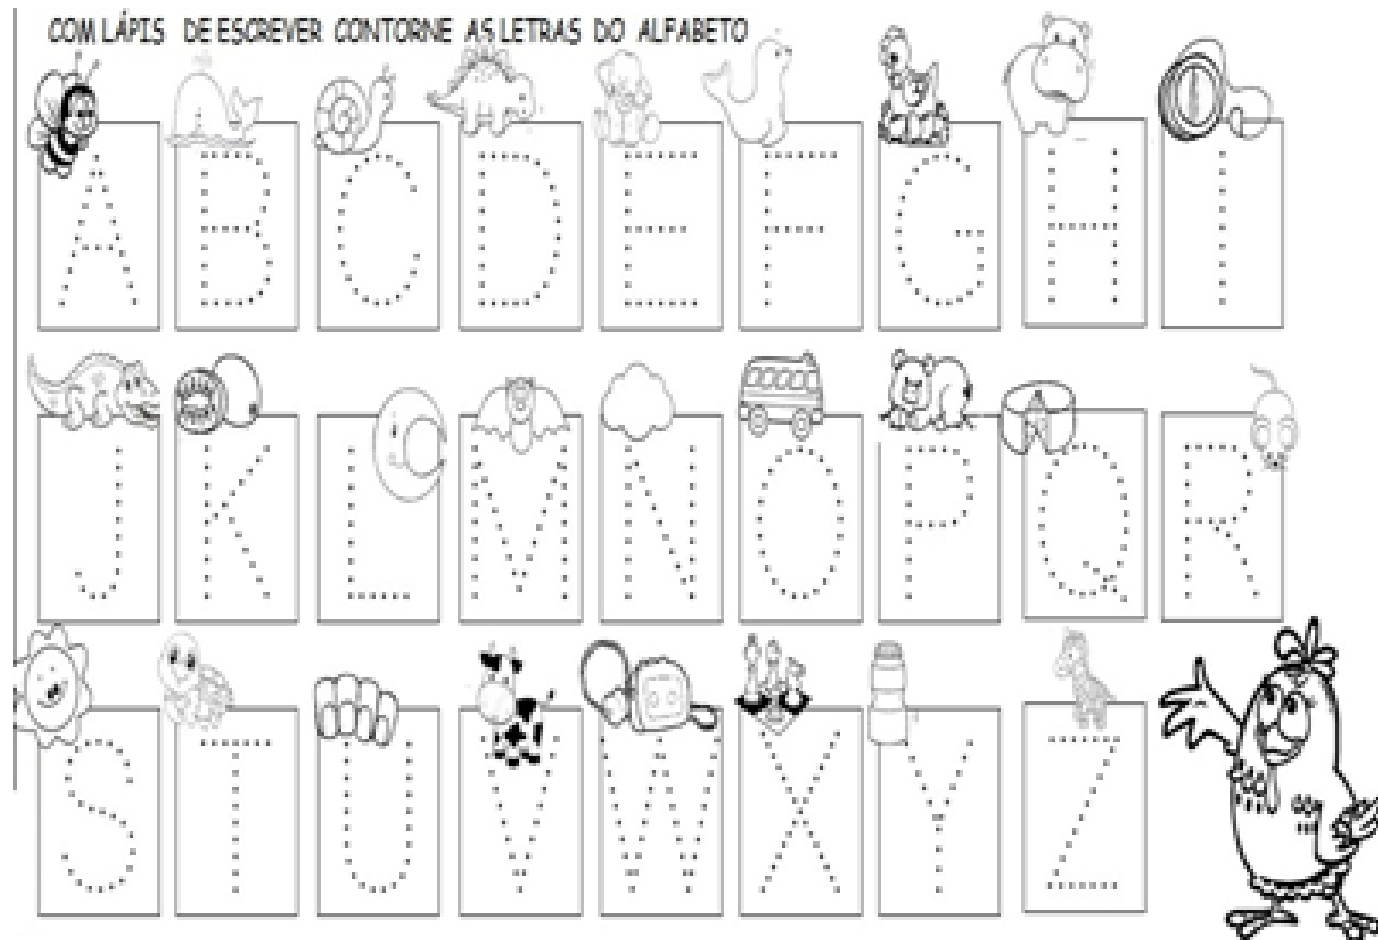 COM LÁPIS DE ESCREVER CONTORNE AS LETRAS DO ALFABETO
A B C D E F G H I
J K L M N O P Q R
S T U V W X Y Z